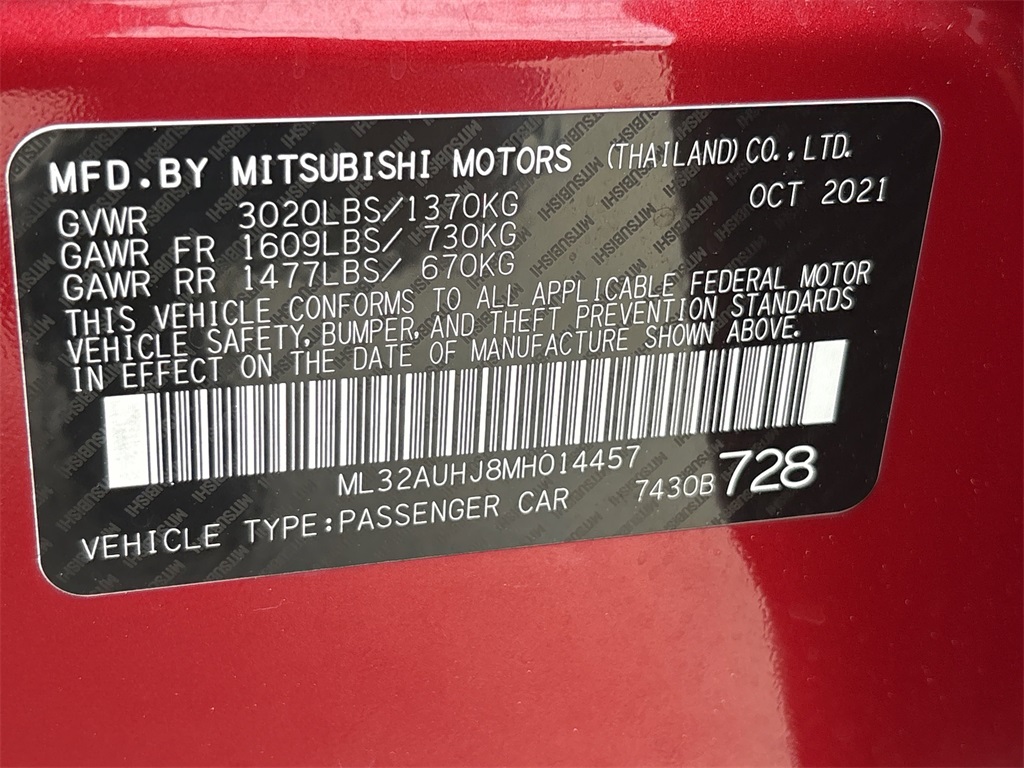 MFD.BY MITSUBISHI MOTORS (THAILAND) CO.,LTD.
OCT 2021
GVWR 3020LBS/1370KG
GAWR FR 1609LBS/ 730KG
GAWR RR 1477LBS/ 670KG
THIS VEHICLE CONFORMS TO ALL APPLICABLE FEDERAL MOTOR
VEHICLE SAFETY, BUMPER, AND THEFT PREVENTION STANDARDS
IN EFFECT ON THE DATE OF MANUFACTURE SHOWN ABOVE.
ML32AUHJ8MH014457
7430B 728
VEHICLE TYPE:PASSENGER CAR